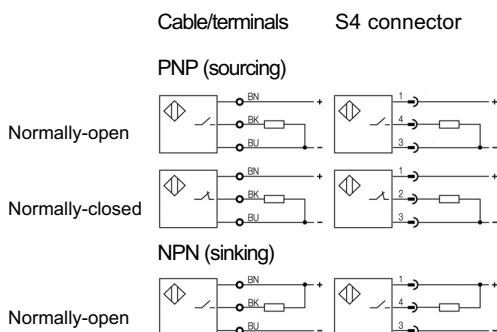 Cable/terminals S4 connector
PNP (sourcing)
Normally-open
BN + 1 +
BK 4
BU - 3 -
Normally-closed
BN + 1 +
BK 2
BU - 3 -
NPN (sinking)
Normally-open
BN + 1 +
BK 4
BU 3